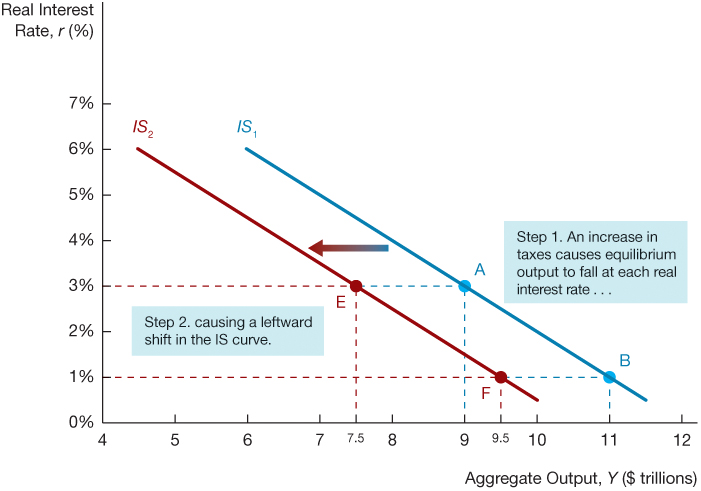 Real Interest
Rate, r (%)
7%
6%
5%
4%
3%
2%
1%
0%
IS2
IS1
Step 1. An increase in
taxes causes equilibrium
output to fall at each real
interest rate . . .
A
E
Step 2. causing a leftward
shift in the IS curve.
B
F
4
5
6
7
7.5
8
9
9.5
10
11
12
Aggregate Output, Y ($ trillions)